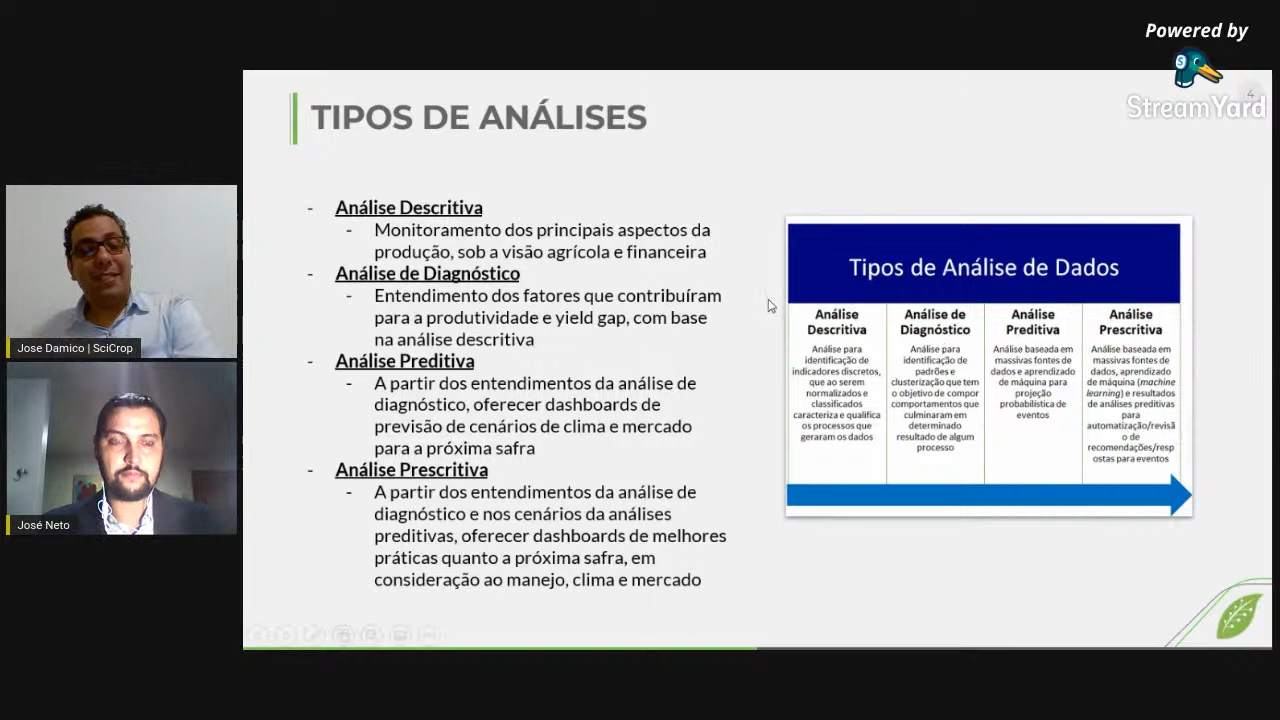 Powered by
StreamYard
4
TIPOS DE ANÁLISES
- Análise Descritiva
- Monitoramento dos principais aspectos da
produção, sob a visão agrícola e financeira
- Análise de Diagnóstico
- Entendimento dos fatores que contribuíram
para a produtividade e yield gap, com base
na análise descritiva
- Análise Preditiva
- A partir dos entendimentos da análise de
diagnóstico, oferecer dashboards de
previsão de cenários de clima e mercado
para a próxima safra
- Análise Prescritiva
- A partir dos entendimentos da análise de
diagnóstico e nos cenários da análises
preditivas, oferecer dashboards de melhores
práticas quanto a próxima safra, em
consideração ao manejo, clima e mercado
Tipos de Análise de Dados
Análise
Descritiva
Análise para
identificação de
indicadores discretos,
que ao serem
normalizados e
classificados
caracteriza e qualifica
os processos que
geraram os dados
Análise de
Diagnóstico
Análise para
identificação de
padrões e
clusterização que tem
o objetivo de compor
comportamentos que
culminaram em
determinado
resultado de algum
processo
Análise
Preditiva
Análise baseada em
massivas fontes de
dados e aprendizado
de máquina para
projeção
probabilística de
eventos
Análise
Prescritiva
Análise baseada em
massivas fontes de
dados, aprendizado
de máquina (machine
learning) e resultados
de análises preditivas
para
automatização/revisã
o de
recomendações/resp
ostas para eventos
Jose Damico | SciCrop
José Neto